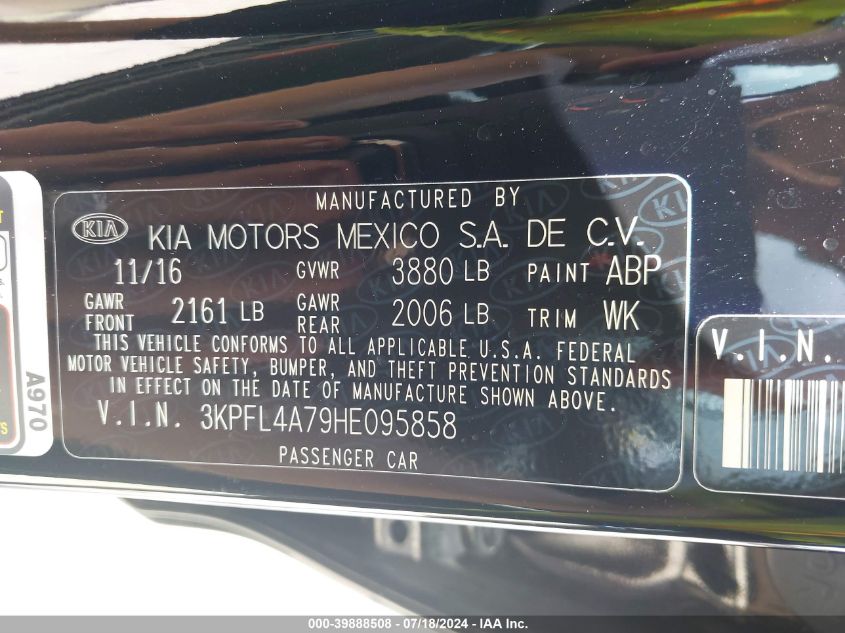 MANUFACTURED BY
KIA KIA MOTORS MEXICO S.A. DE C.V.
11/16 GVWR 3880 LB PAINT ABP
GAWR FRONT 2161 LB GAWR REAR 2006 LB TRIM WK
THIS VEHICLE CONFORMS TO ALL APPLICABLE U.S.A. FEDERAL
MOTOR VEHICLE SAFETY, BUMPER, AND THEFT PREVENTION STANDARDS
IN EFFECT ON THE DATE OF MANUFACTURE SHOWN ABOVE.
V.I.N. 3KPFL4A79HE095858
PASSENGER CAR
A970
V.I.N.
000-39888508 - 07/18/2024 - IAAI.COM